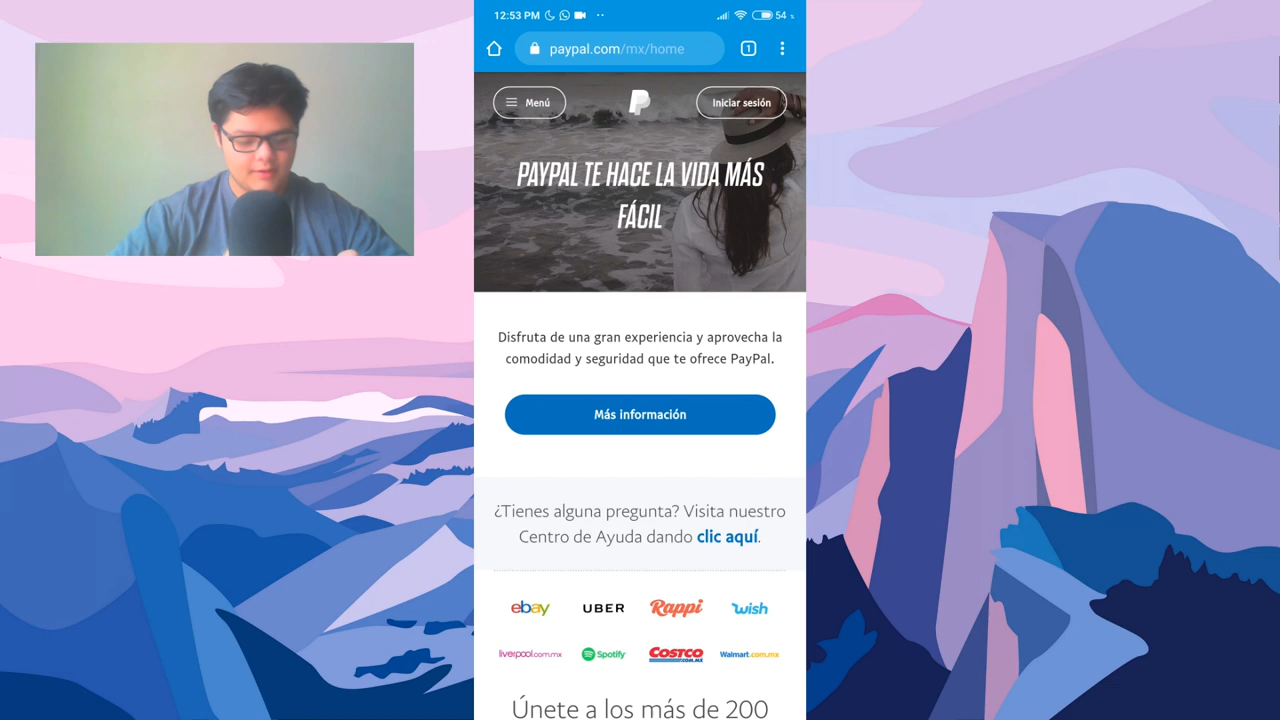 12:53 PM
54 %
paypal.com/mx/home
1
Menú
Iniciar sesión
PAYPAL TE HACE LA VIDA MÁS
FÁCIL
Disfruta de una gran experiencia y aprovecha la
comodidad y seguridad que te ofrece PayPal.
Más información
¿Tienes alguna pregunta? Visita nuestro
Centro de Ayuda dando clic aquí.
ebay UBER Rappi wish
liverpool.com.mx Spotify COSTCO .COM.MX Walmart.com.mx
Únete a los más de 200